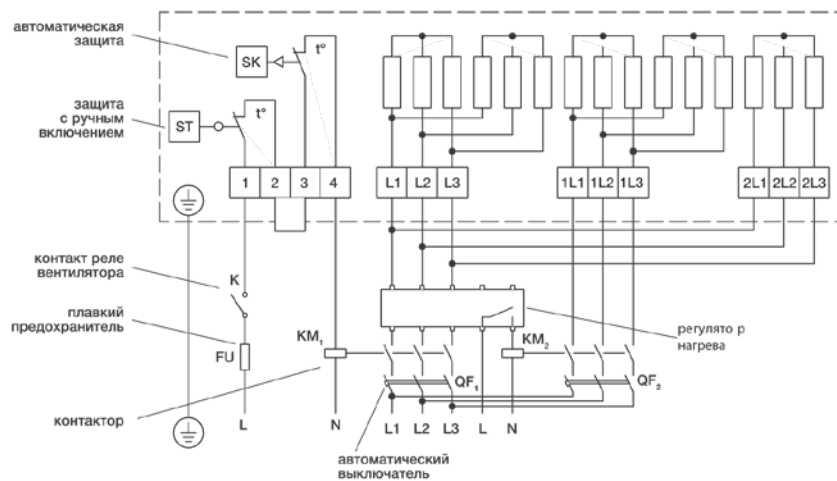 автоматическая
защита
SK
t°
защита
с ручным
включением
ST
t°
1 2 3 4
L1 L2 L3
1L1 1L2 1L3
2L1 2L2 2L3
контакт реле
вентилятора
K
плавкий
предохранитель
FU
KM1
KM2
регулято р
нагрева
QF1
QF2
контактор
L
N
L1 L2 L3 L N
автоматический
выключатель